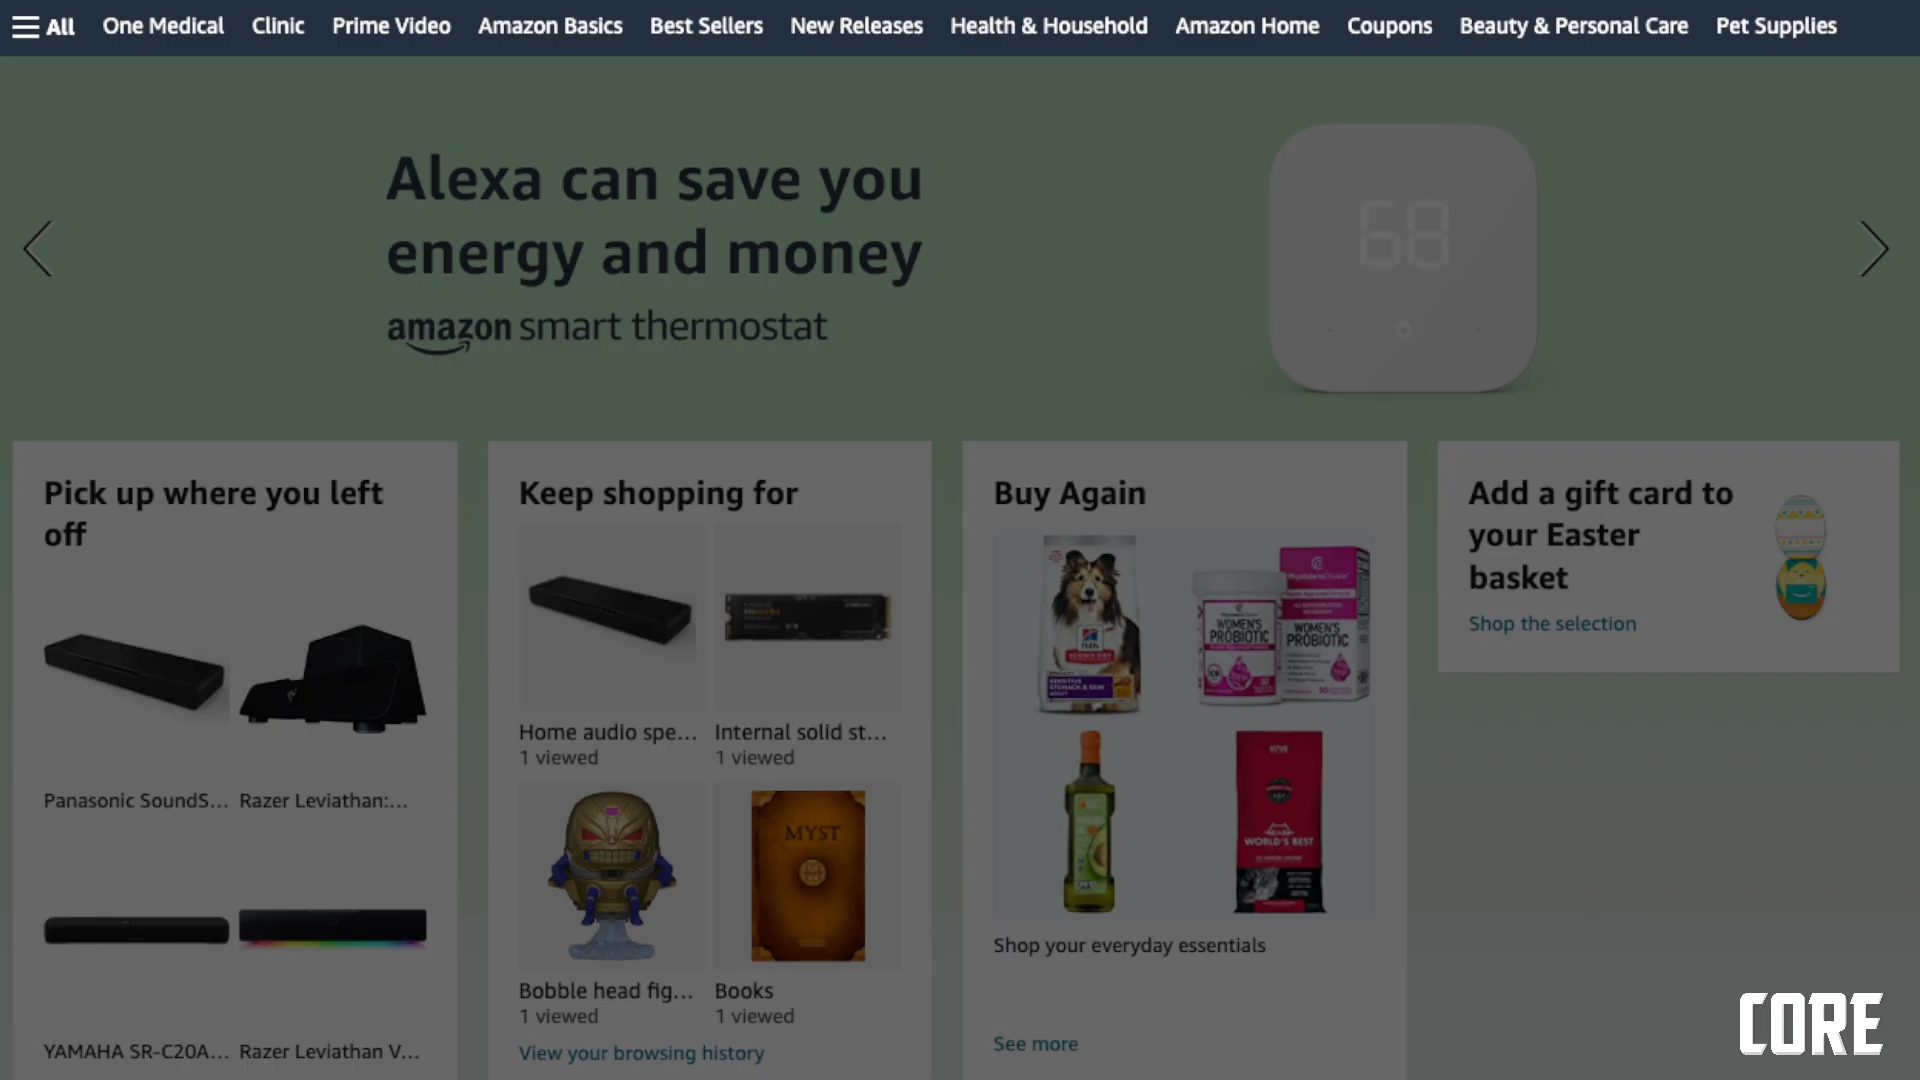 All One Medical Clinic Prime Video Amazon Basics Best Sellers New Releases Health & Household Amazon Home Coupons Beauty & Personal Care Pet Supplies
Alexa can save you
energy and money
amazon smart thermostat
68
Pick up where you left
off
Panasonic SoundS...
Razer Leviathan:...
YAMAHA SR-C20A...
Razer Leviathan V...
Keep shopping for
Home audio spe...
1 viewed
Internal solid st...
1 viewed
MYST
Bobble head fig...
1 viewed
Books
1 viewed
View your browsing history
Buy Again
WOMEN'S
PROBIOTIC
WOMEN'S
PROBIOTIC
WORLD'S BEST
Shop your everyday essentials
See more
Add a gift card to
your Easter
basket
Shop the selection
CORE